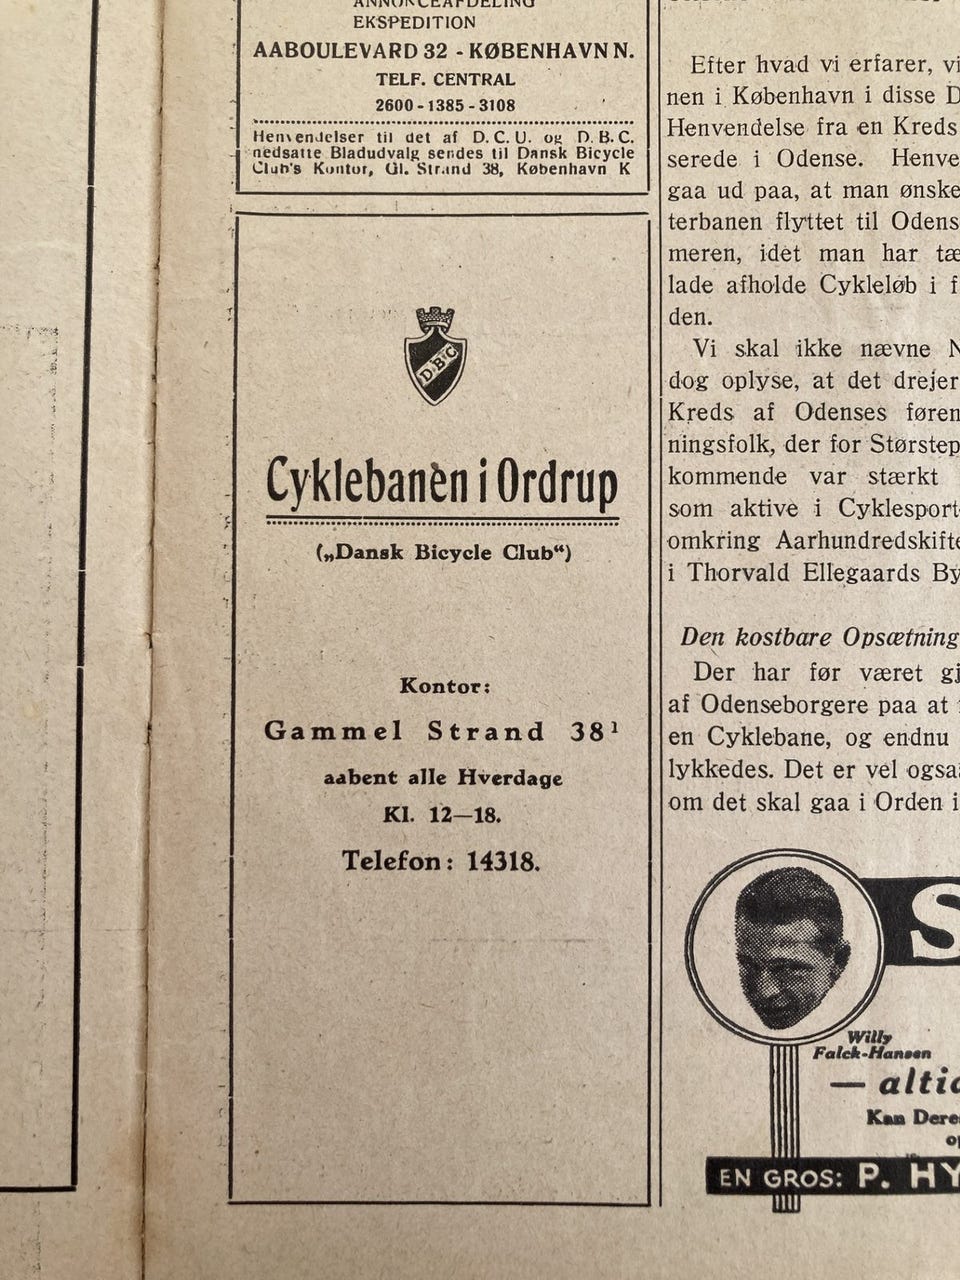 ANNONCEAFDELING
EKSPEDITION
AABOULEVARD 32 - KØBENHAVN N.
TELF. CENTRAL
2600 - 1385 - 3108
Henvendelser til det af D. C. U. og D. B. C.
nedsatte Bladudvalg sendes til Dansk Bicycle
Club's Kontor, Gl. Strand 38, København K
D·B·C
Cyklebanen i Ordrup
(„Dansk Bicycle Club“)
Kontor:
Gammel Strand 38¹
aabent alle Hverdage
Kl. 12—18.
Telefon: 14318.
Efter hvad vi erfarer, vi
nen i København i disse D
Henvendelse fra en Kreds
serede i Odense. Henve
gaa ud paa, at man ønske
terbanen flyttet til Odens
meren, idet man har tæ
lade afholde Cykleløb i f
den.
Vi skal ikke nævne N
dog oplyse, at det drejer
Kreds af Odenses føren
ningsfolk, der for Størstep
kommende var stærkt
som aktive i Cyklesport
omkring Aarhundredskifte
i Thorvald Ellegaards By
Den kostbare Opsætning
Der har før været gj
af Odenseborgere paa at
en Cyklebane, og endnu
lykkedes. Det er vel ogsaa
om det skal gaa i Orden i
S
Willy
Falck-Hansen
— altid
Kan Dere
op
EN GROS: P. HY